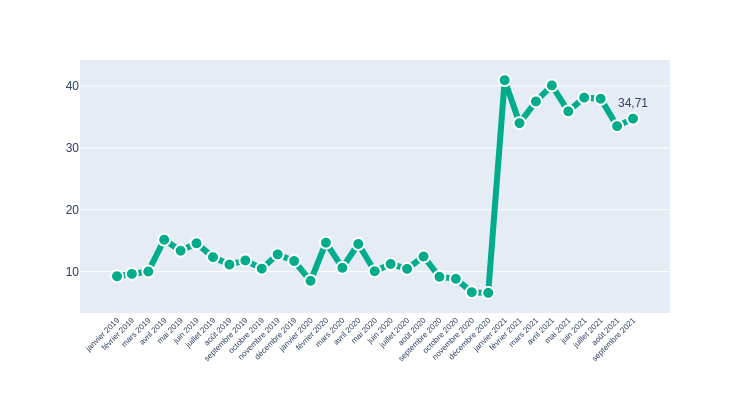 40
34,71
30
20
10
janvier 2019
février 2019
mars 2019
avril 2019
mai 2019
juin 2019
juillet 2019
août 2019
septembre 2019
octobre 2019
novembre 2019
décembre 2019
janvier 2020
février 2020
mars 2020
avril 2020
mai 2020
juin 2020
juillet 2020
août 2020
septembre 2020
octobre 2020
novembre 2020
décembre 2020
janvier 2021
février 2021
mars 2021
avril 2021
mai 2021
juin 2021
juillet 2021
août 2021
septembre 2021